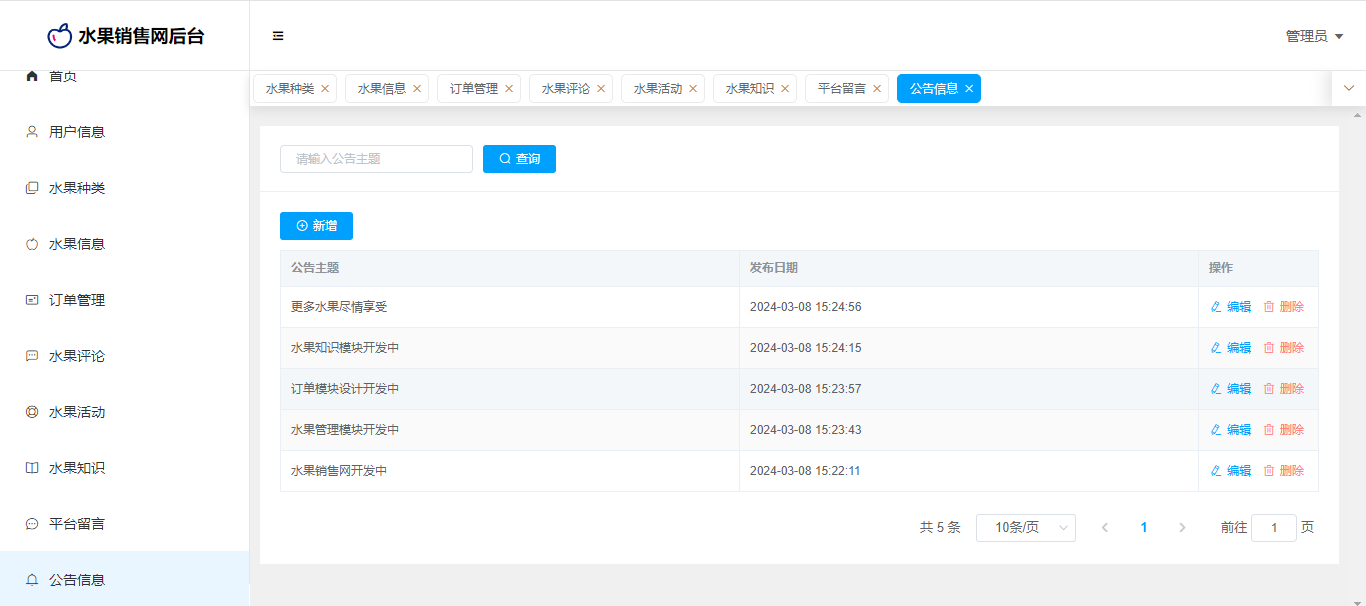 水果销售网后台
管理员
首页
用户信息
水果种类
水果信息
订单管理
水果评论
水果活动
水果知识
平台留言
公告信息
水果种类 水果信息 订单管理 水果评论 水果活动 水果知识 平台留言 公告信息
请输入公告主题 查询
新增
公告主题 发布日期 操作
更多水果尽情享受 2024-03-08 15:24:56 编辑 删除
水果知识模块开发中 2024-03-08 15:24:15 编辑 删除
订单模块设计开发中 2024-03-08 15:23:57 编辑 删除
水果管理模块开发中 2024-03-08 15:23:43 编辑 删除
水果销售网开发中 2024-03-08 15:22:11 编辑 删除
共 5 条 10条/页 1 前往 1 页